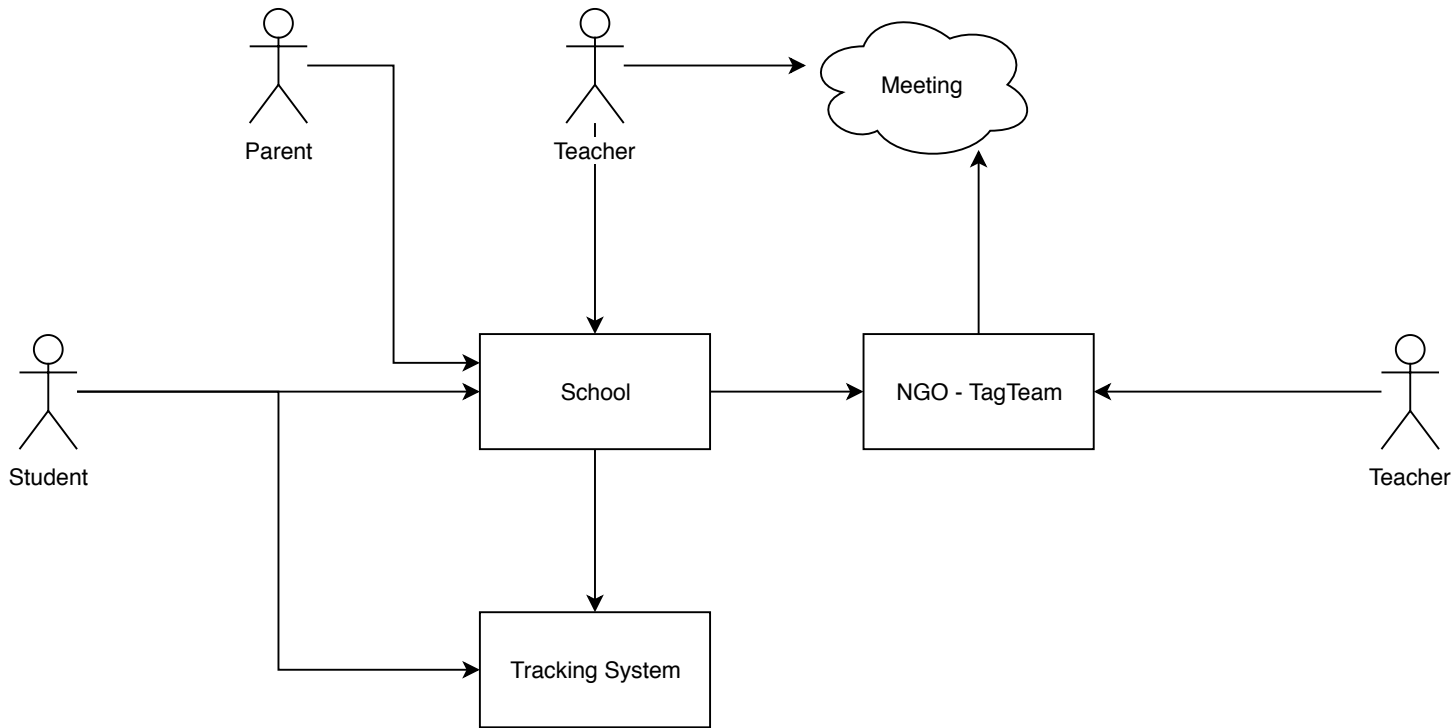 Meeting
Parent
Teacher
School
NGO - TagTeam
Student
Teacher
Tracking System